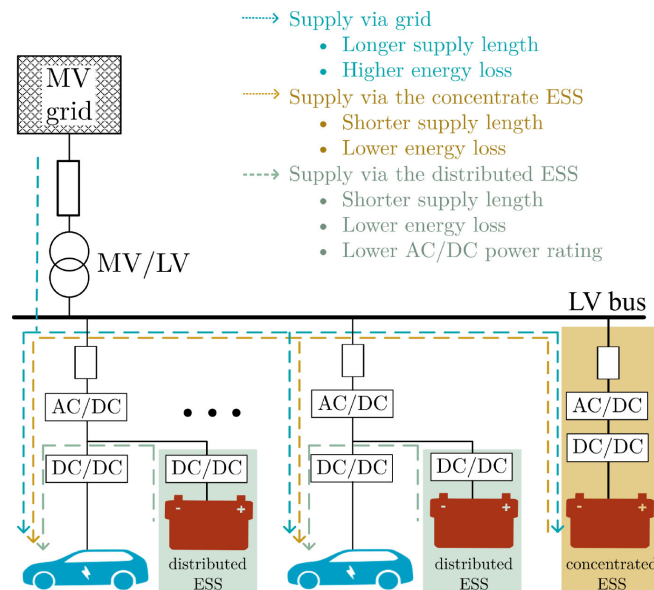 Supply via grid
• Longer supply length
• Higher energy loss
Supply via the concentrate ESS
• Shorter supply length
• Lower energy loss
Supply via the distributed ESS
• Shorter supply length
• Lower energy loss
• Lower AC/DC power rating
MV
grid
MV/LV
LV bus
AC/DC
• • •
AC/DC
AC/DC
DC/DC
DC/DC
DC/DC
DC/DC
DC/DC
- +
- +
- +
distributed
ESS
distributed
ESS
concentrated
ESS